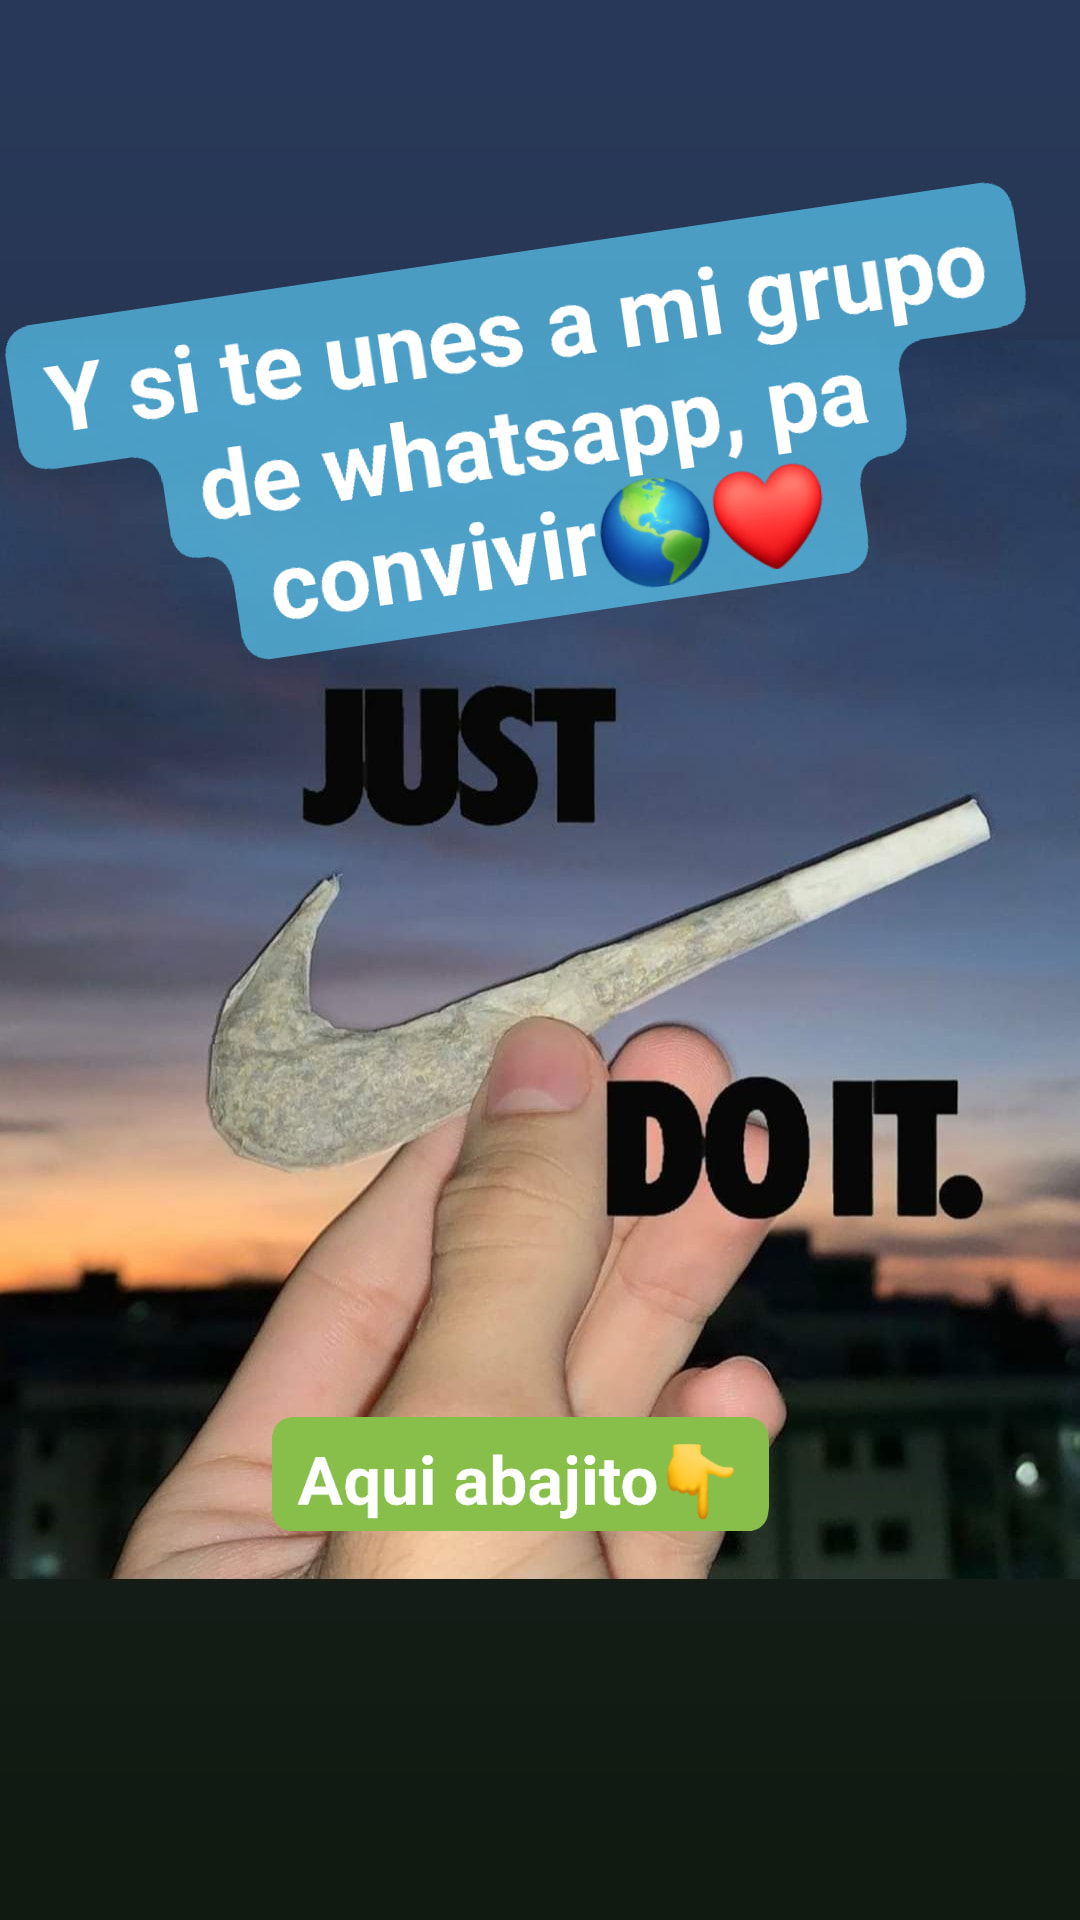 Y si te unes a mi grupo
de whatsapp, pa
convivir🌎❤️
JUST
DO IT.
Aqui abajito👇